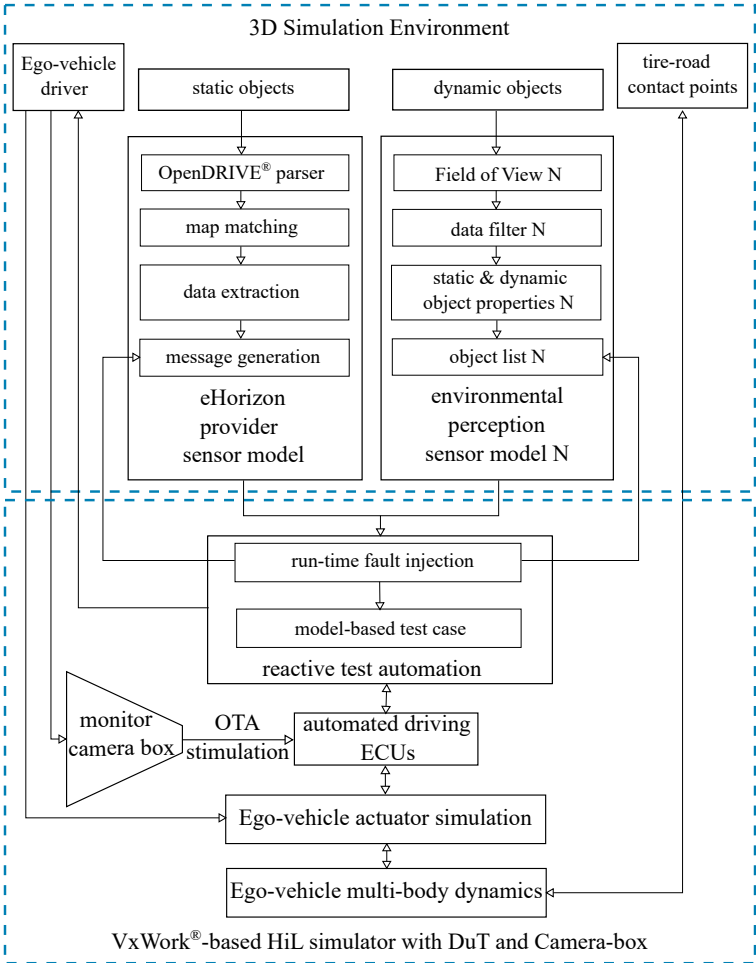 3D Simulation Environment
Ego-vehicle
driver
static objects
dynamic objects
tire-road
contact points
OpenDRIVE® parser
map matching
data extraction
message generation
eHorizon
provider
sensor model
Field of View N
data filter N
static & dynamic
object properties N
object list N
environmental
perception
sensor model N
run-time fault injection
model-based test case
reactive test automation
monitor
camera box
OTA
stimulation
automated driving
ECUs
Ego-vehicle actuator simulation
Ego-vehicle multi-body dynamics
VxWork®-based HiL simulator with DuT and Camera-box